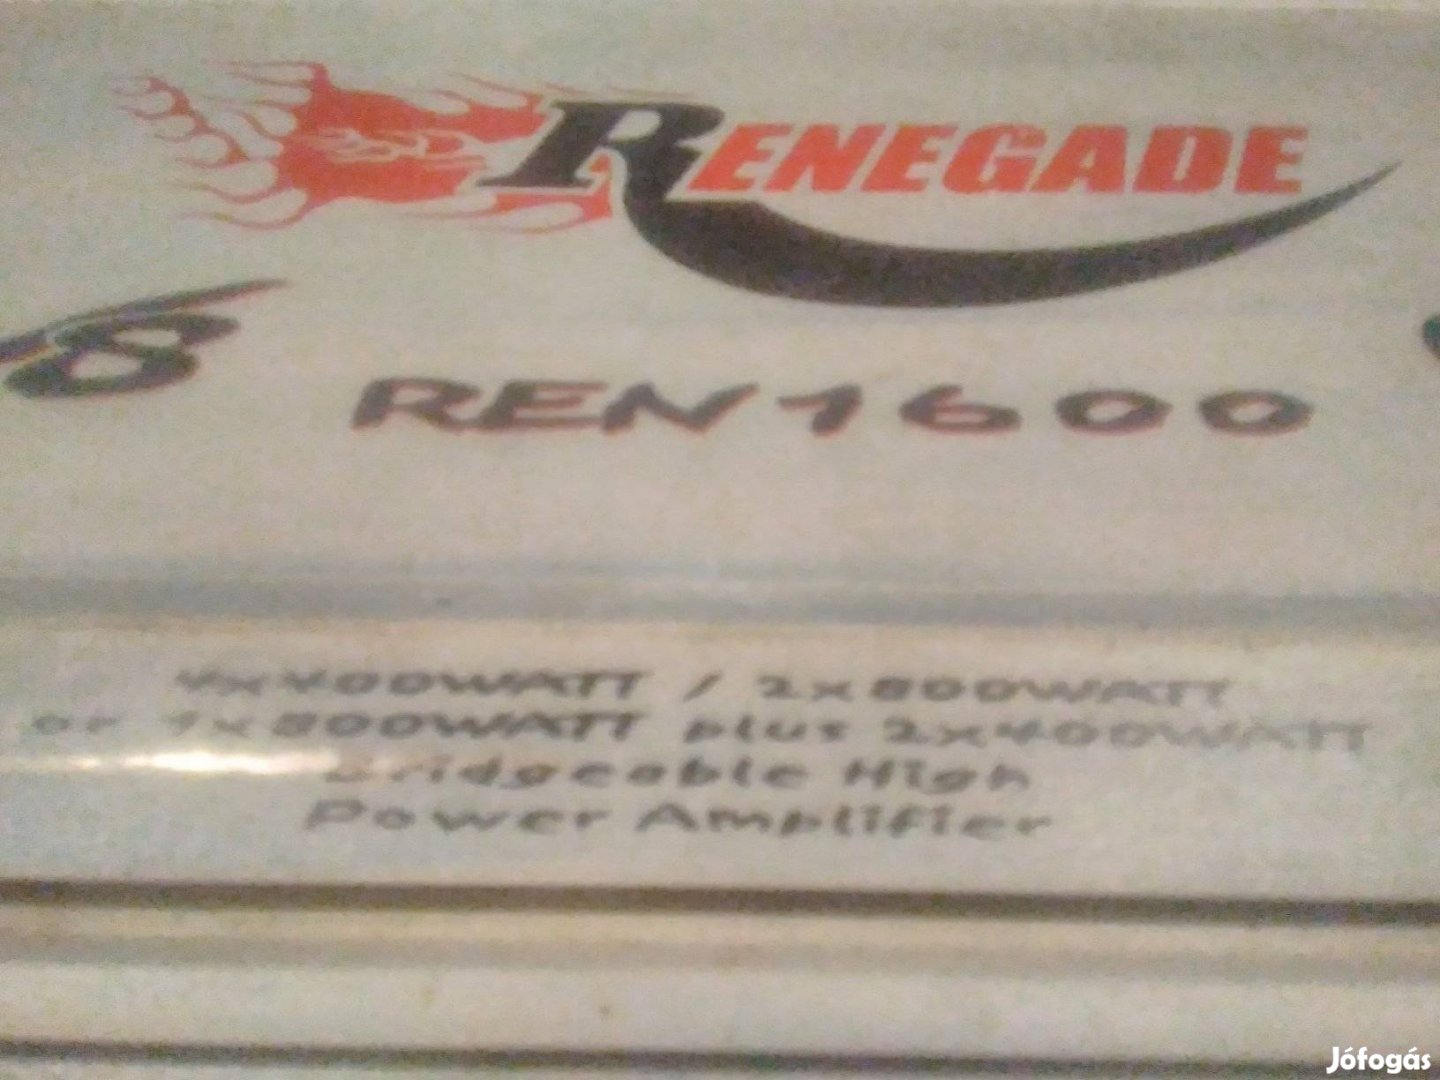 RENEGADE
REN1600
4x400WATT / 2x800WATT
or 1x800WATT plus 2x400WATT
Bridgeable High
Power Amplifier
Jófogás